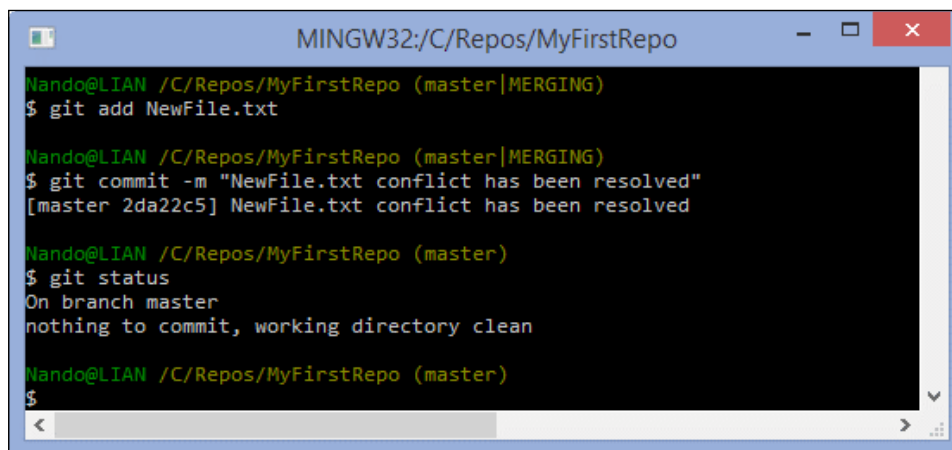 MINGW32:/C/Repos/MyFirstRepo
Nando@LIAN /C/Repos/MyFirstRepo (master|MERGING)
$ git add NewFile.txt
Nando@LIAN /C/Repos/MyFirstRepo (master|MERGING)
$ git commit -m "NewFile.txt conflict has been resolved"
[master 2da22c5] NewFile.txt conflict has been resolved
Nando@LIAN /C/Repos/MyFirstRepo (master)
$ git status
On branch master
nothing to commit, working directory clean
Nando@LIAN /C/Repos/MyFirstRepo (master)
$